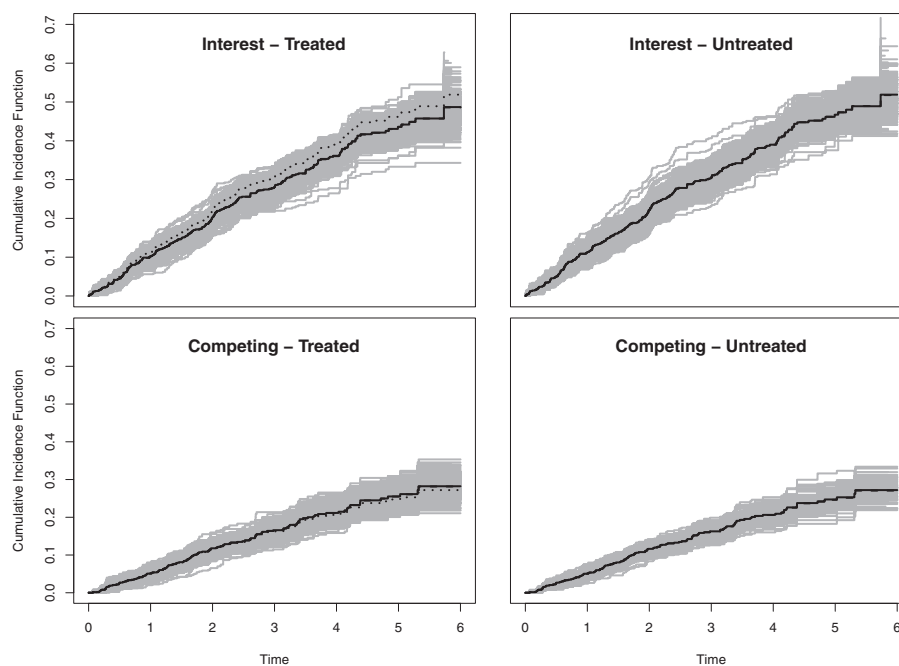 Interest – Treated
Interest – Untreated
Cumulative Incidence Function
0.7
0.6
0.5
0.4
0.3
0.2
0.1
0.0
Competing – Treated
Competing – Untreated
Cumulative Incidence Function
0.7
0.6
0.5
0.4
0.3
0.2
0.1
0.0
0 1 2 3 4 5 6
0 1 2 3 4 5 6
Time
Time